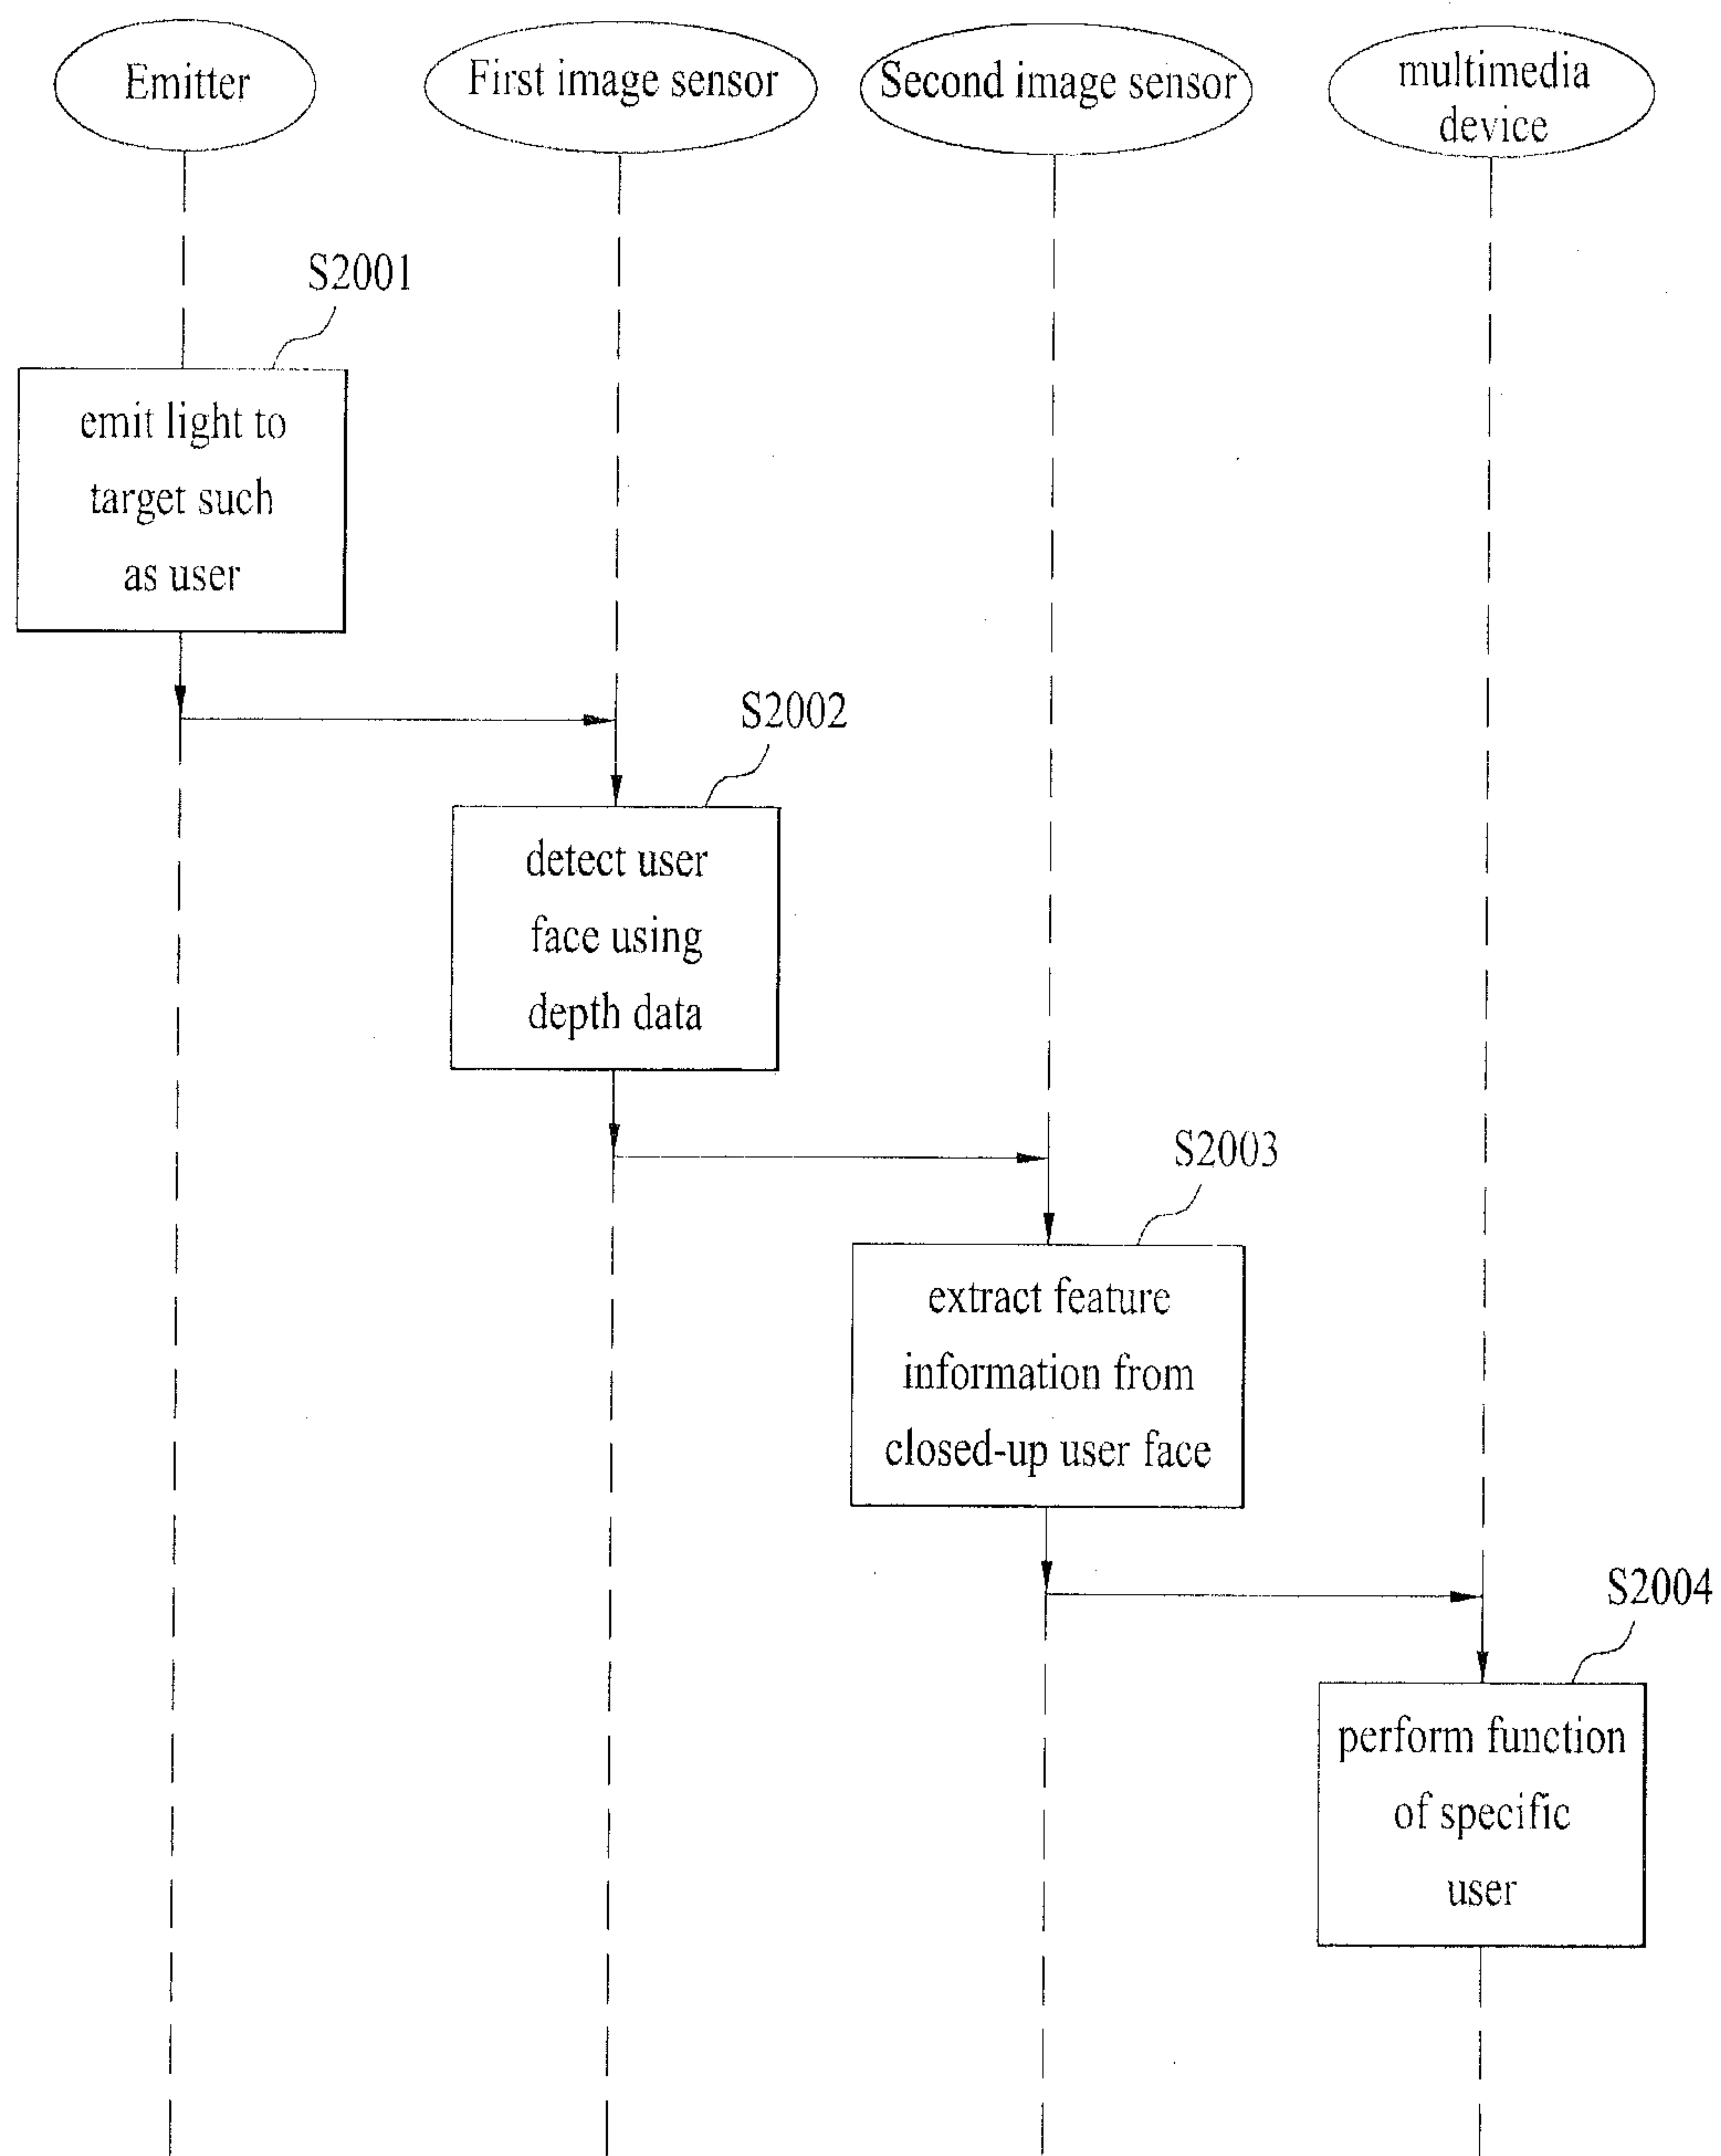 Emitter
First image sensor
Second image sensor
multimedia
device
S2001
emit light to
target such
as user
S2002
detect user
face using
depth data
S2003
extract feature
information from
closed-up user face
S2004
perform function
of specific
user